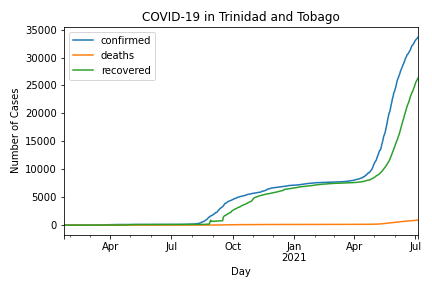 COVID-19 in Trinidad and Tobago
confirmed
deaths
recovered
35000
30000
25000
20000
15000
10000
5000
0
Number of Cases
Apr
Jul
Oct
Jan
2021
Apr
Jul
Day